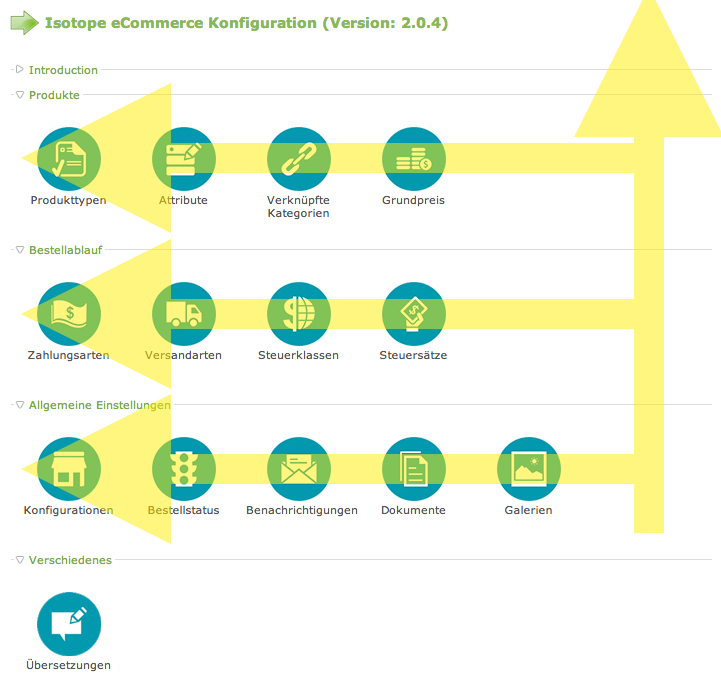 Isotope eCommerce Konfiguration (Version: 2.0.4)
Introduction
Produkte
Produkttypen
Attribute
Verknüpfte
Kategorien
Grundpreis
Bestellablauf
Zahlungsarten
Versandarten
Steuerklassen
Steuersätze
Allgemeine Einstellungen
Konfigurationen
Bestellstatus
Benachrichtigungen
Dokumente
Galerien
Verschiedenes
Übersetzungen